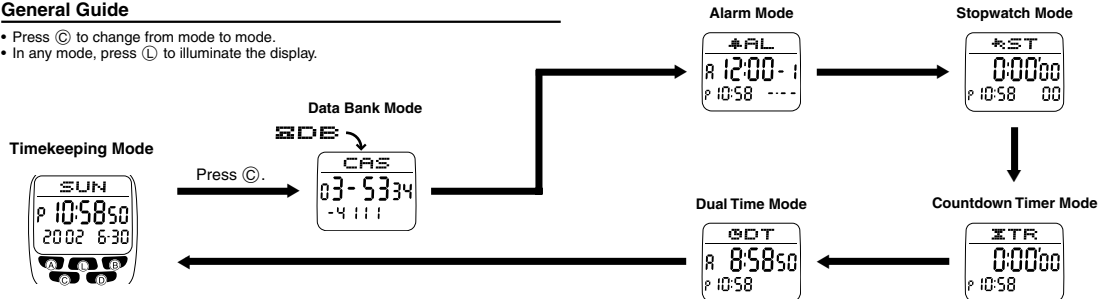 General Guide
• Press Ⓒ to change from mode to mode.
• In any mode, press Ⓛ to illuminate the display.
Timekeeping Mode
SUN
P 10:58 50
2002 6-30
Ⓐ Ⓛ Ⓑ
Ⓒ Ⓓ
Press Ⓒ.
Data Bank Mode
DB
CAS
03-5334
-4111
Alarm Mode
AL
A 12:00-1
P 10:58 -:--
Stopwatch Mode
ST
0:00'00
P 10:58 00
Countdown Timer Mode
TR
0:00'00
P 10:58
Dual Time Mode
DT
A 8:58 50
P 10:58